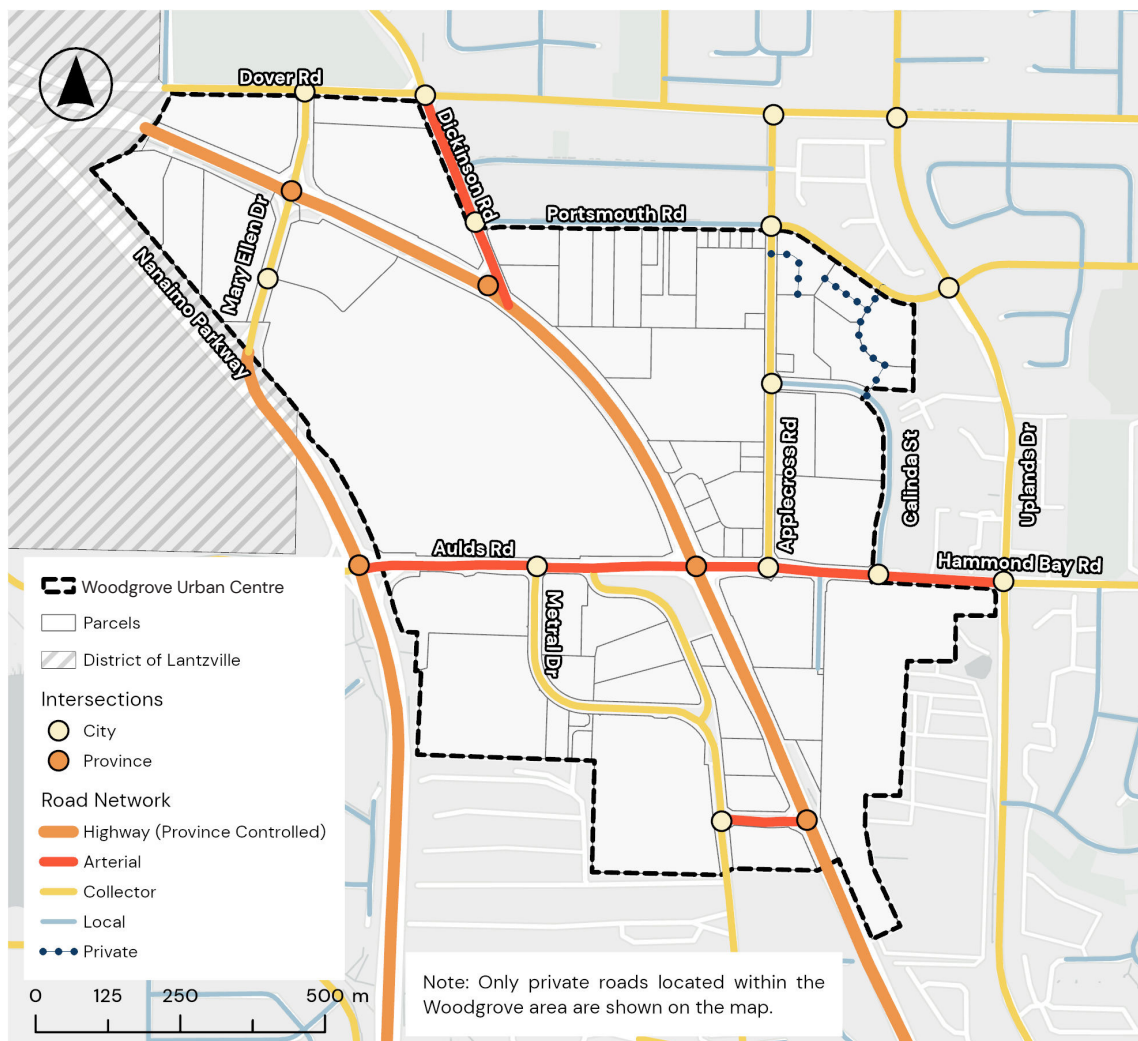 Dover Rd
Dickinson Rd
Portsmouth Rd
Mary Ellen Dr
Nanaimo Parkway
Applecross Rd
Calinda St
Uplands Dr
Aulds Rd
Hammond Bay Rd
Metral Dr
Woodgrove Urban Centre
Parcels
District of Lantzville
Intersections
City
Province
Road Network
Highway (Province Controlled)
Arterial
Collector
Local
Private
0 125 250 500 m
Note: Only private roads located within the
Woodgrove area are shown on the map.